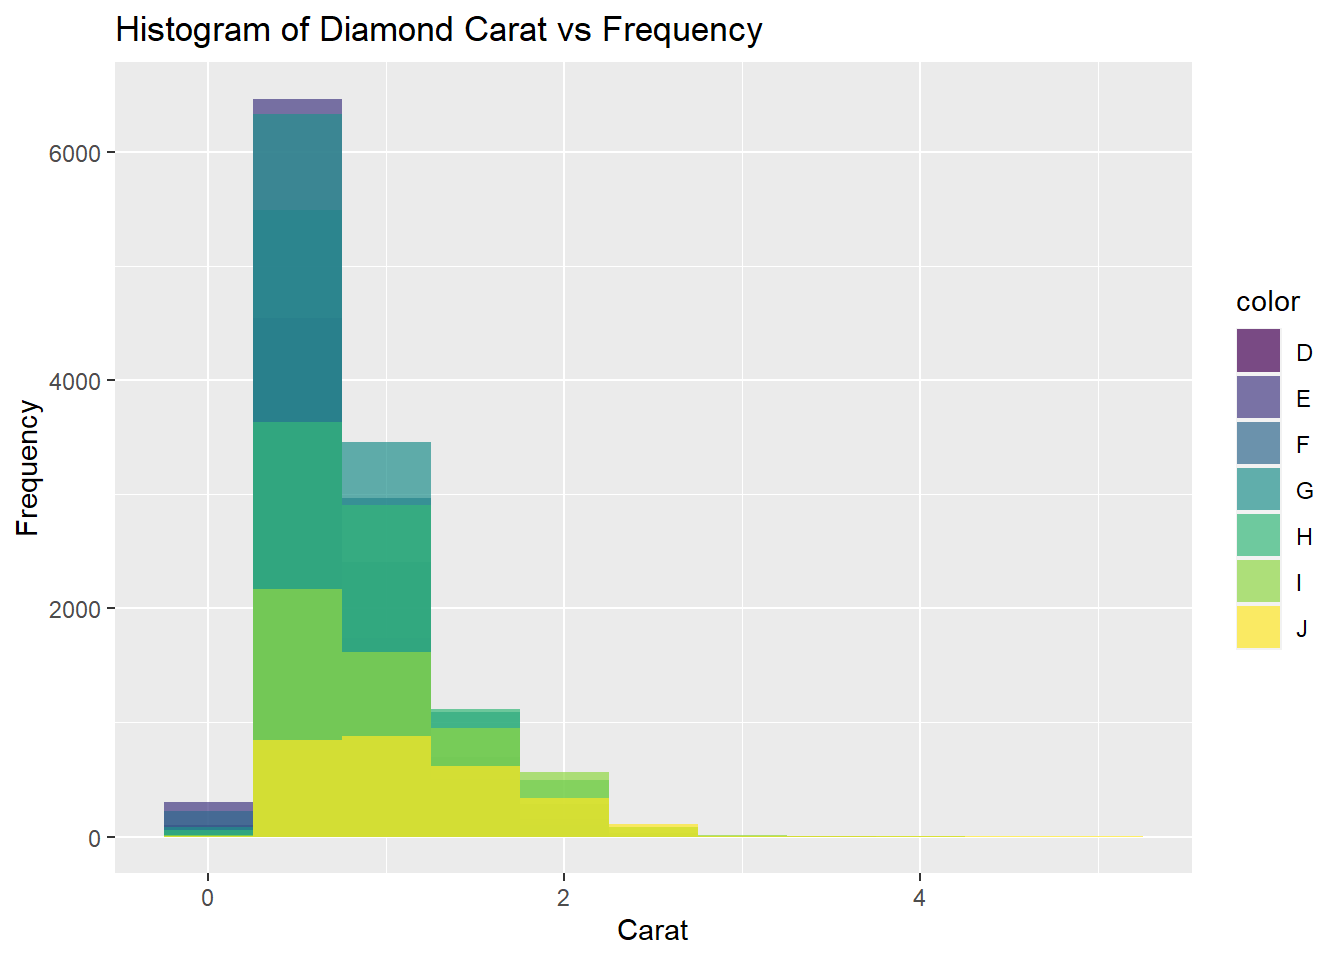 Histogram of Diamond Carat vs Frequency
6000
4000
2000
0
Frequency
0 2 4
Carat
color
D
E
F
G
H
I
J